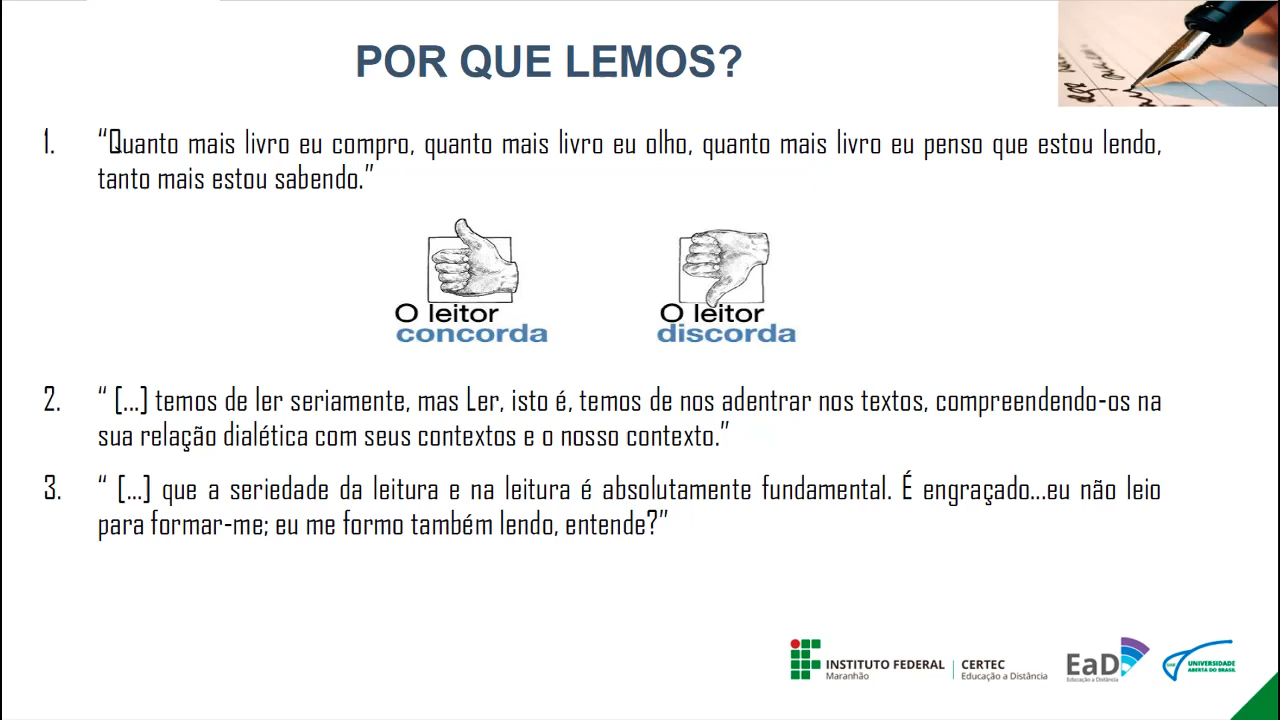 POR QUE LEMOS?
1. “Quanto mais livro eu compro, quanto mais livro eu olho, quanto mais livro eu penso que estou lendo,
tanto mais estou sabendo.”
O leitor
concorda
O leitor
discorda
2. “ [...] temos de ler seriamente, mas Ler, isto é, temos de nos adentrar nos textos, compreendendo-os na
sua relação dialética com seus contextos e o nosso contexto.”
3. “ [...] que a seriedade da leitura e na leitura é absolutamente fundamental. É engraçado...eu não leio
para formar-me; eu me formo também lendo, entende?”
INSTITUTO FEDERAL
Maranhão
CERTEC
Educação a Distância
EaD
Educação a Distância
UAB
UNIVERSIDADE
ABERTA DO BRASIL